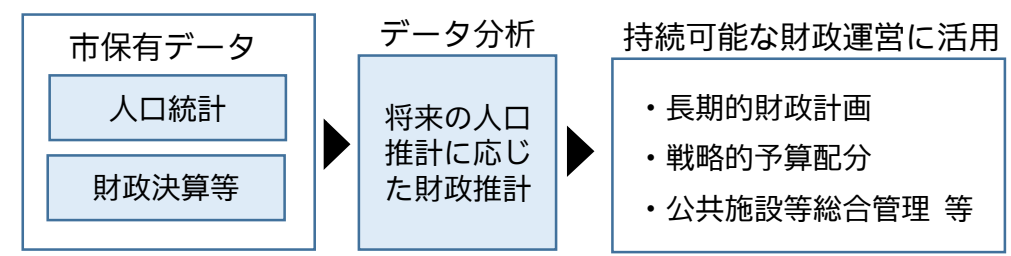 市保有データ
人口統計
財政決算等
データ分析
将来の人口
推計に応じ
た財政推計
持続可能な財政運営に活用
・長期的財政計画
・戦略的予算配分
・公共施設等総合管理 等